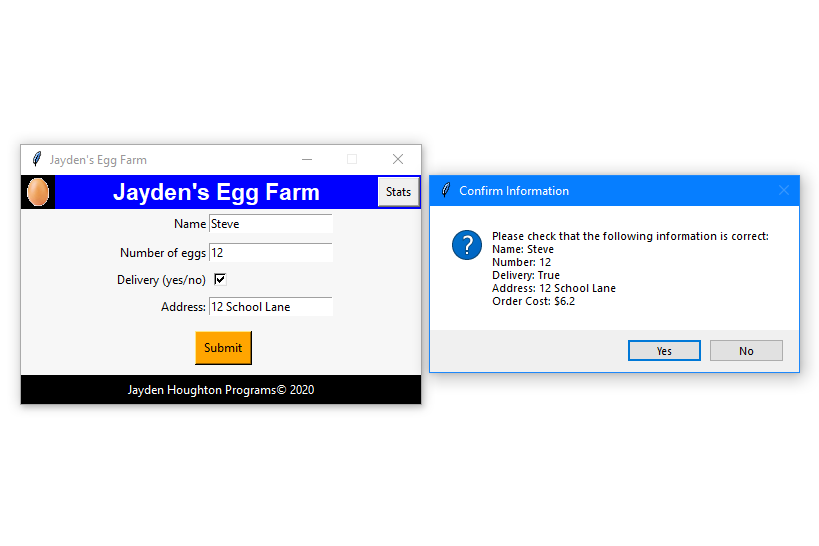 Jayden's Egg Farm
Jayden's Egg Farm
Stats
Name Steve
Number of eggs 12
Delivery (yes/no)
Address: 12 School Lane
Submit
Jayden Houghton Programs© 2020
Confirm Information
Please check that the following information is correct:
Name: Steve
Number: 12
Delivery: True
Address: 12 School Lane
Order Cost: $6.2
Yes
No